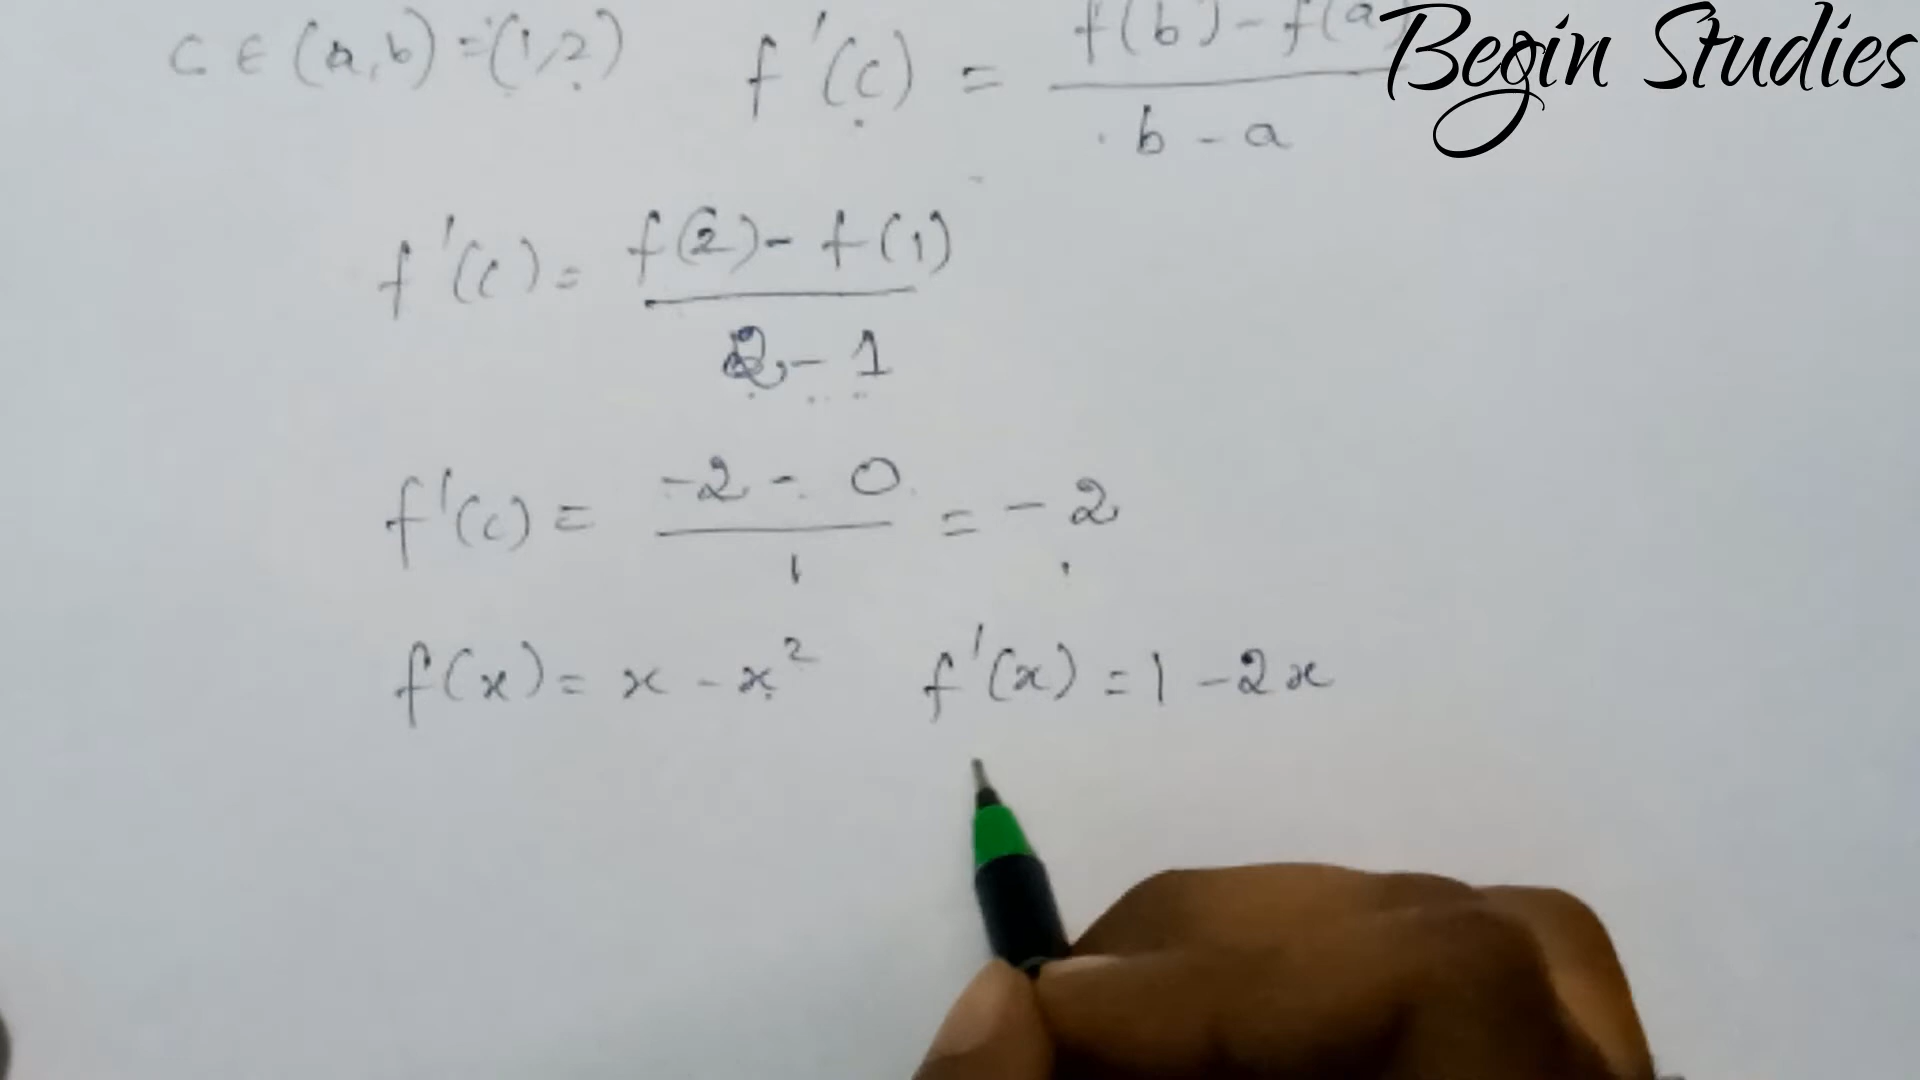 Begin Studies
c ∈ (a,b) = (1,2) f'(c) = f(b) - f(a) / b - a
f'(c) = f(2) - f(1) / 2 - 1
f'(c) = -2 - 0 / 1 = -2
f(x) = x - x² f'(x) = 1 - 2x